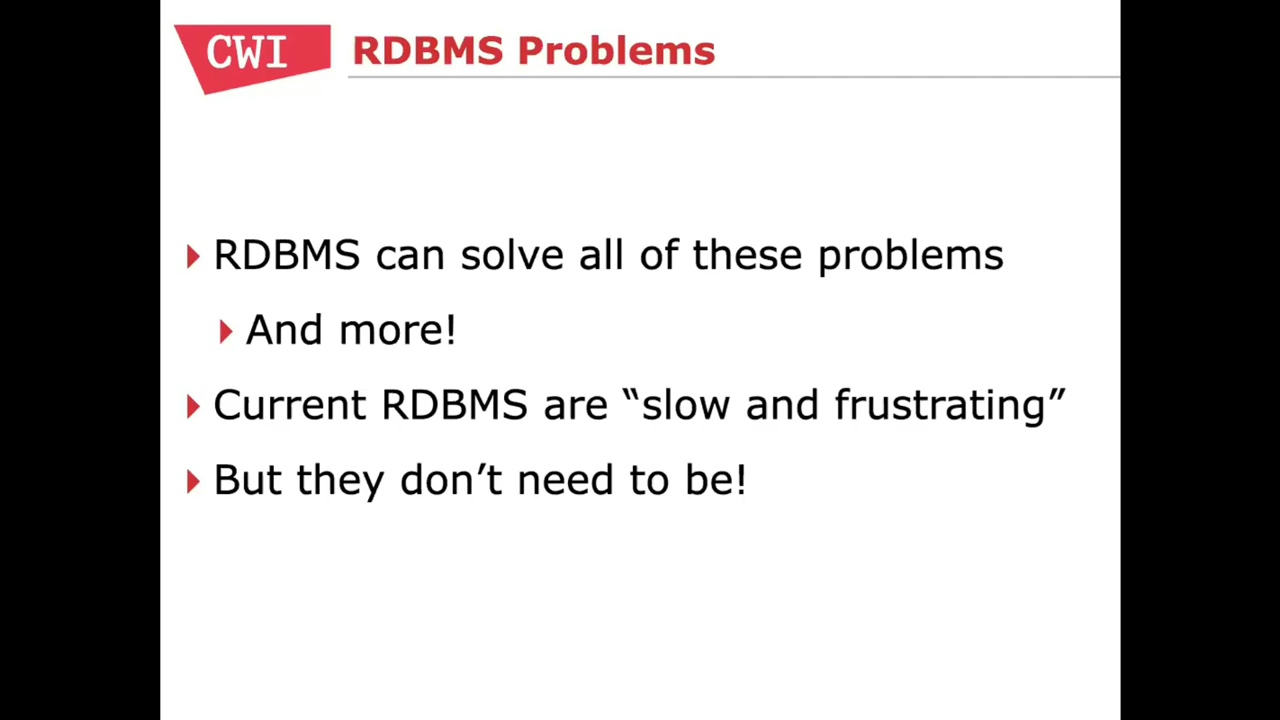 CWI
RDBMS Problems
RDBMS can solve all of these problems
And more!
Current RDBMS are “slow and frustrating”
But they don’t need to be!